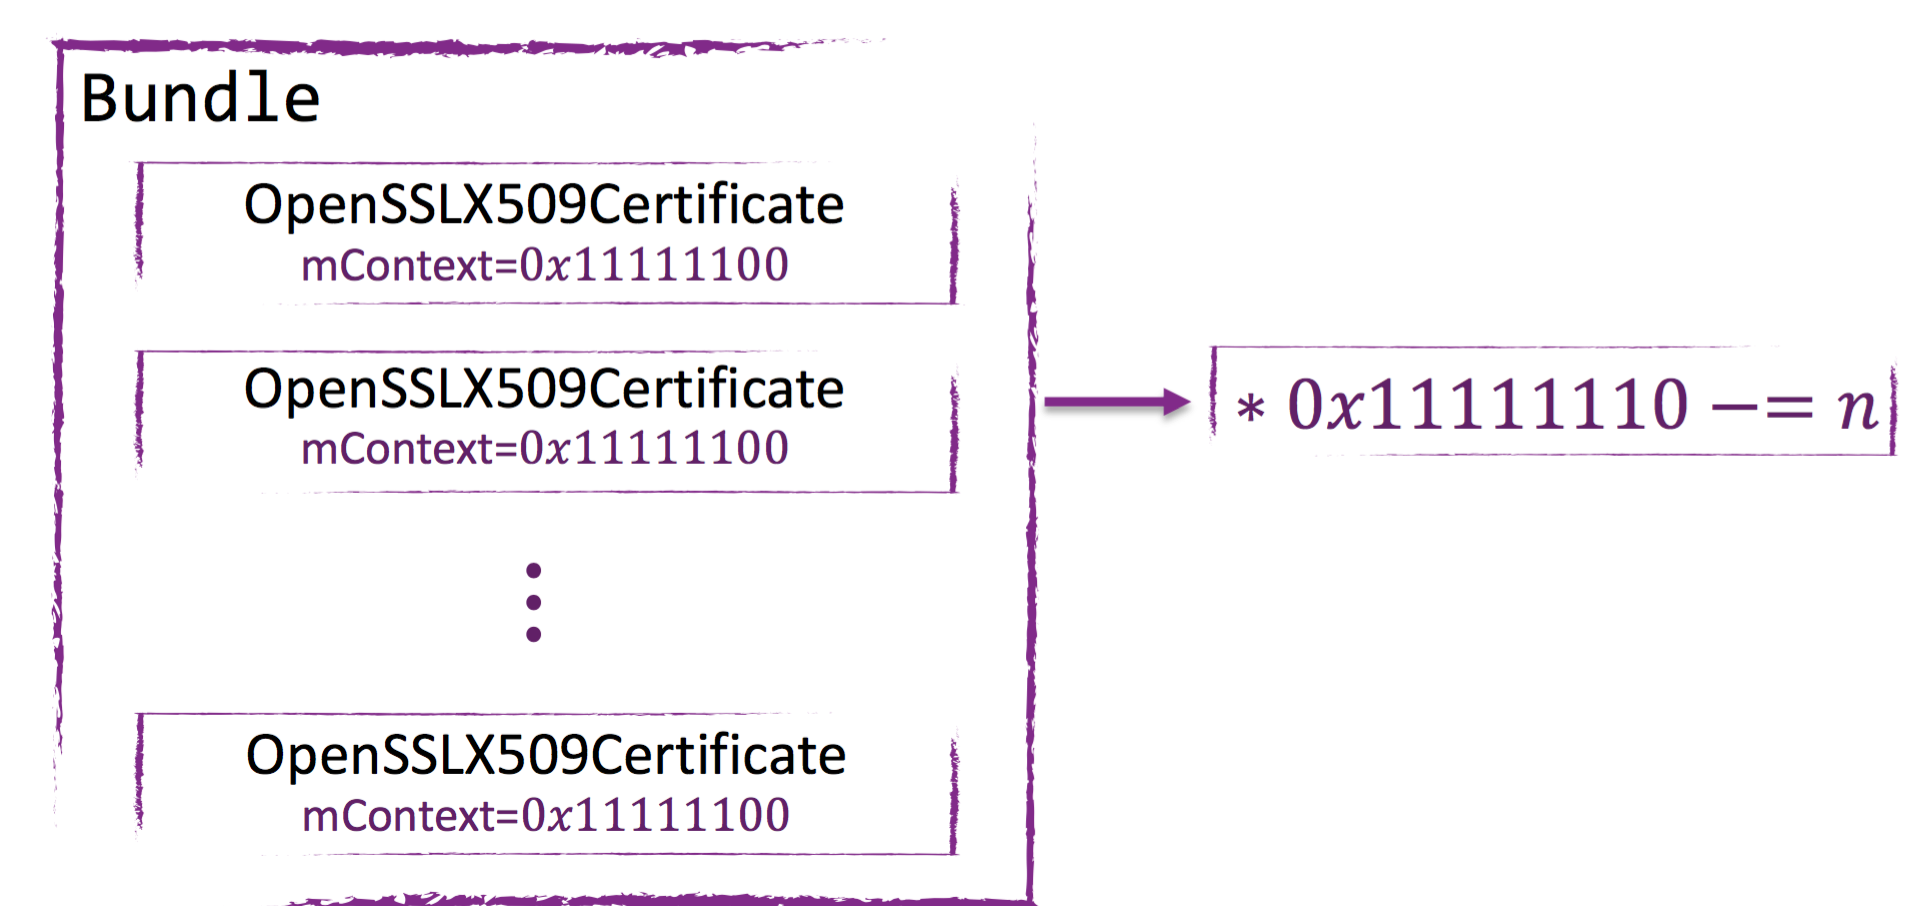 Bundle
OpenSSLX509Certificate
mContext=0x11111100
OpenSSLX509Certificate
mContext=0x11111100
* 0x11111110 −= n
OpenSSLX509Certificate
mContext=0x11111100